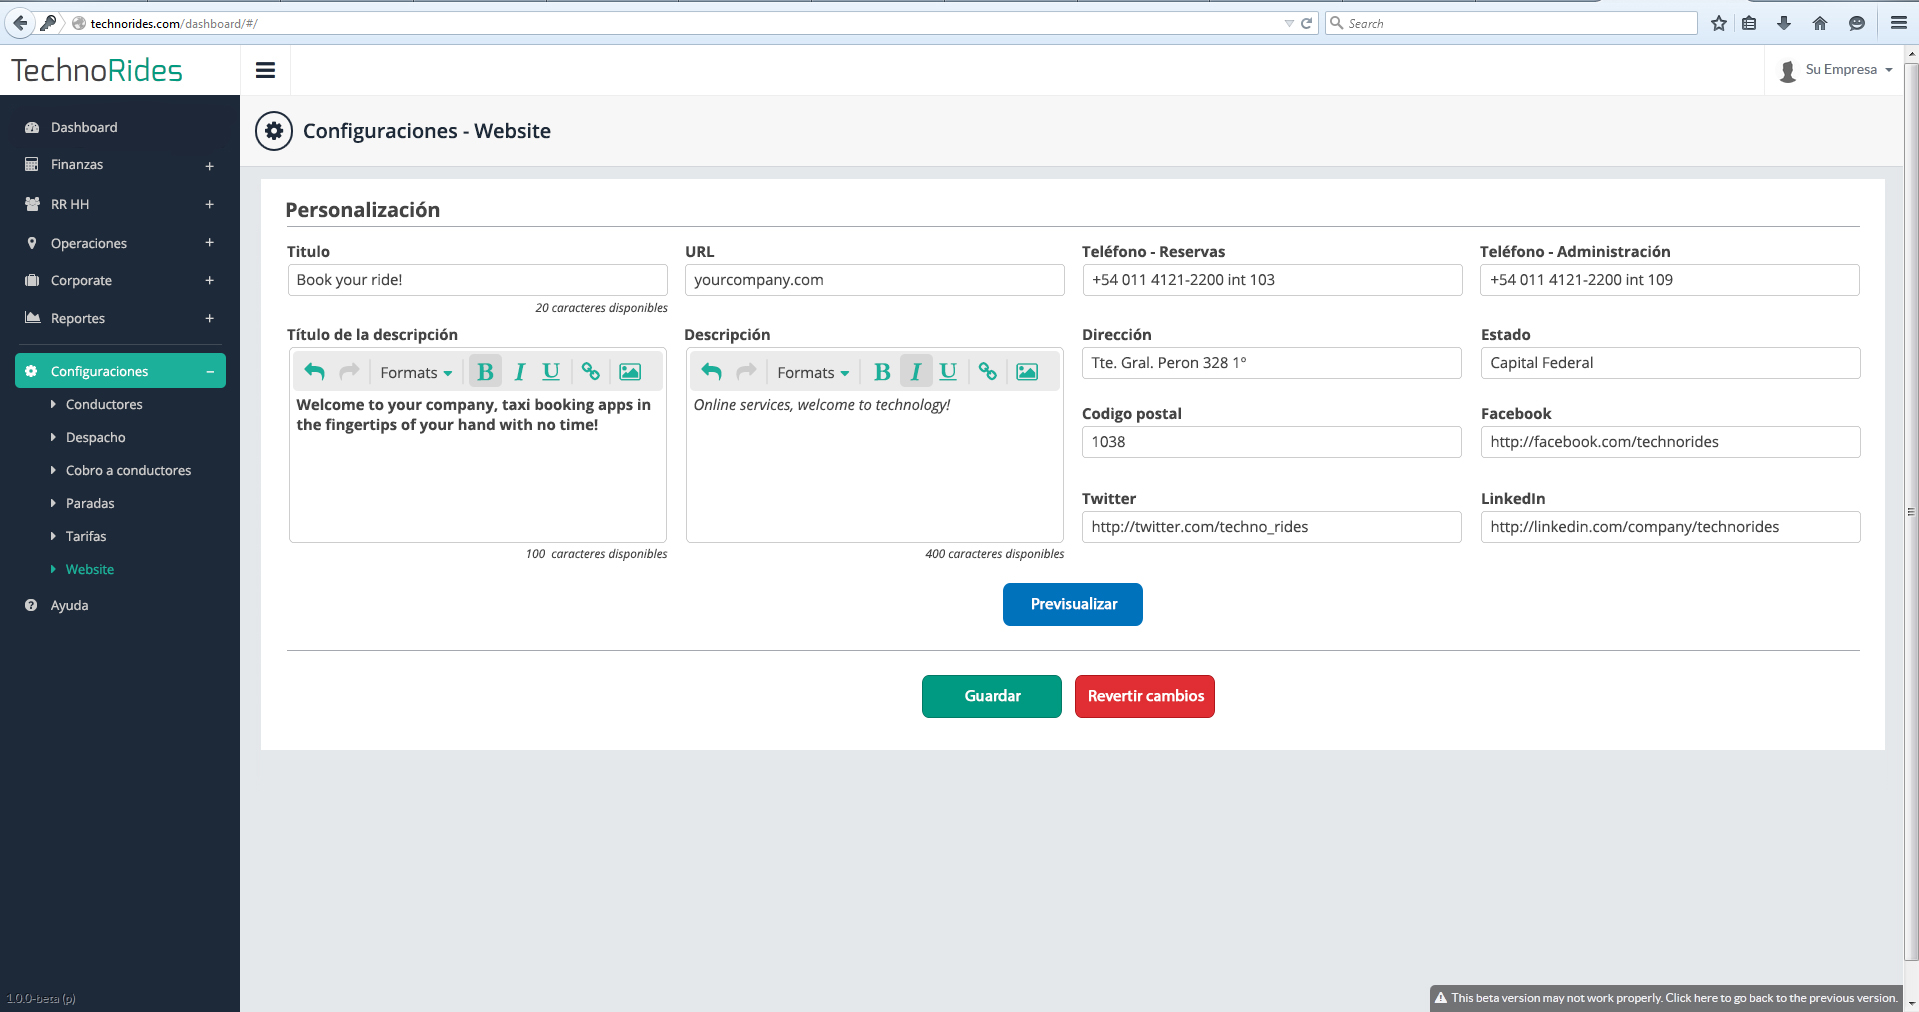 technorides.com/dashboard/#/
Search
TechnoRides
Su Empresa
Dashboard
Finanzas +
RR HH +
Operaciones +
Corporate +
Reportes +
Configuraciones –
Conductores
Despacho
Cobro a conductores
Paradas
Tarifas
Website
Ayuda
1.0.0-beta (p)
Configuraciones - Website
Personalización
Titulo
Book your ride!
20 caracteres disponibles
URL
yourcompany.com
Teléfono - Reservas
+54 011 4121-2200 int 103
Teléfono - Administración
+54 011 4121-2200 int 109
Título de la descripción
Formats B I U
Welcome to your company, taxi booking apps in
the fingertips of your hand with no time!
100 caracteres disponibles
Descripción
Formats B I U
Online services, welcome to technology!
400 caracteres disponibles
Dirección
Tte. Gral. Peron 328 1º
Estado
Capital Federal
Codigo postal
1038
Facebook
http://facebook.com/technorides
Twitter
http://twitter.com/techno_rides
LinkedIn
http://linkedin.com/company/technorides
Previsualizar
Guardar
Revertir cambios
This beta version may not work properly. Click here to go back to the previous version.